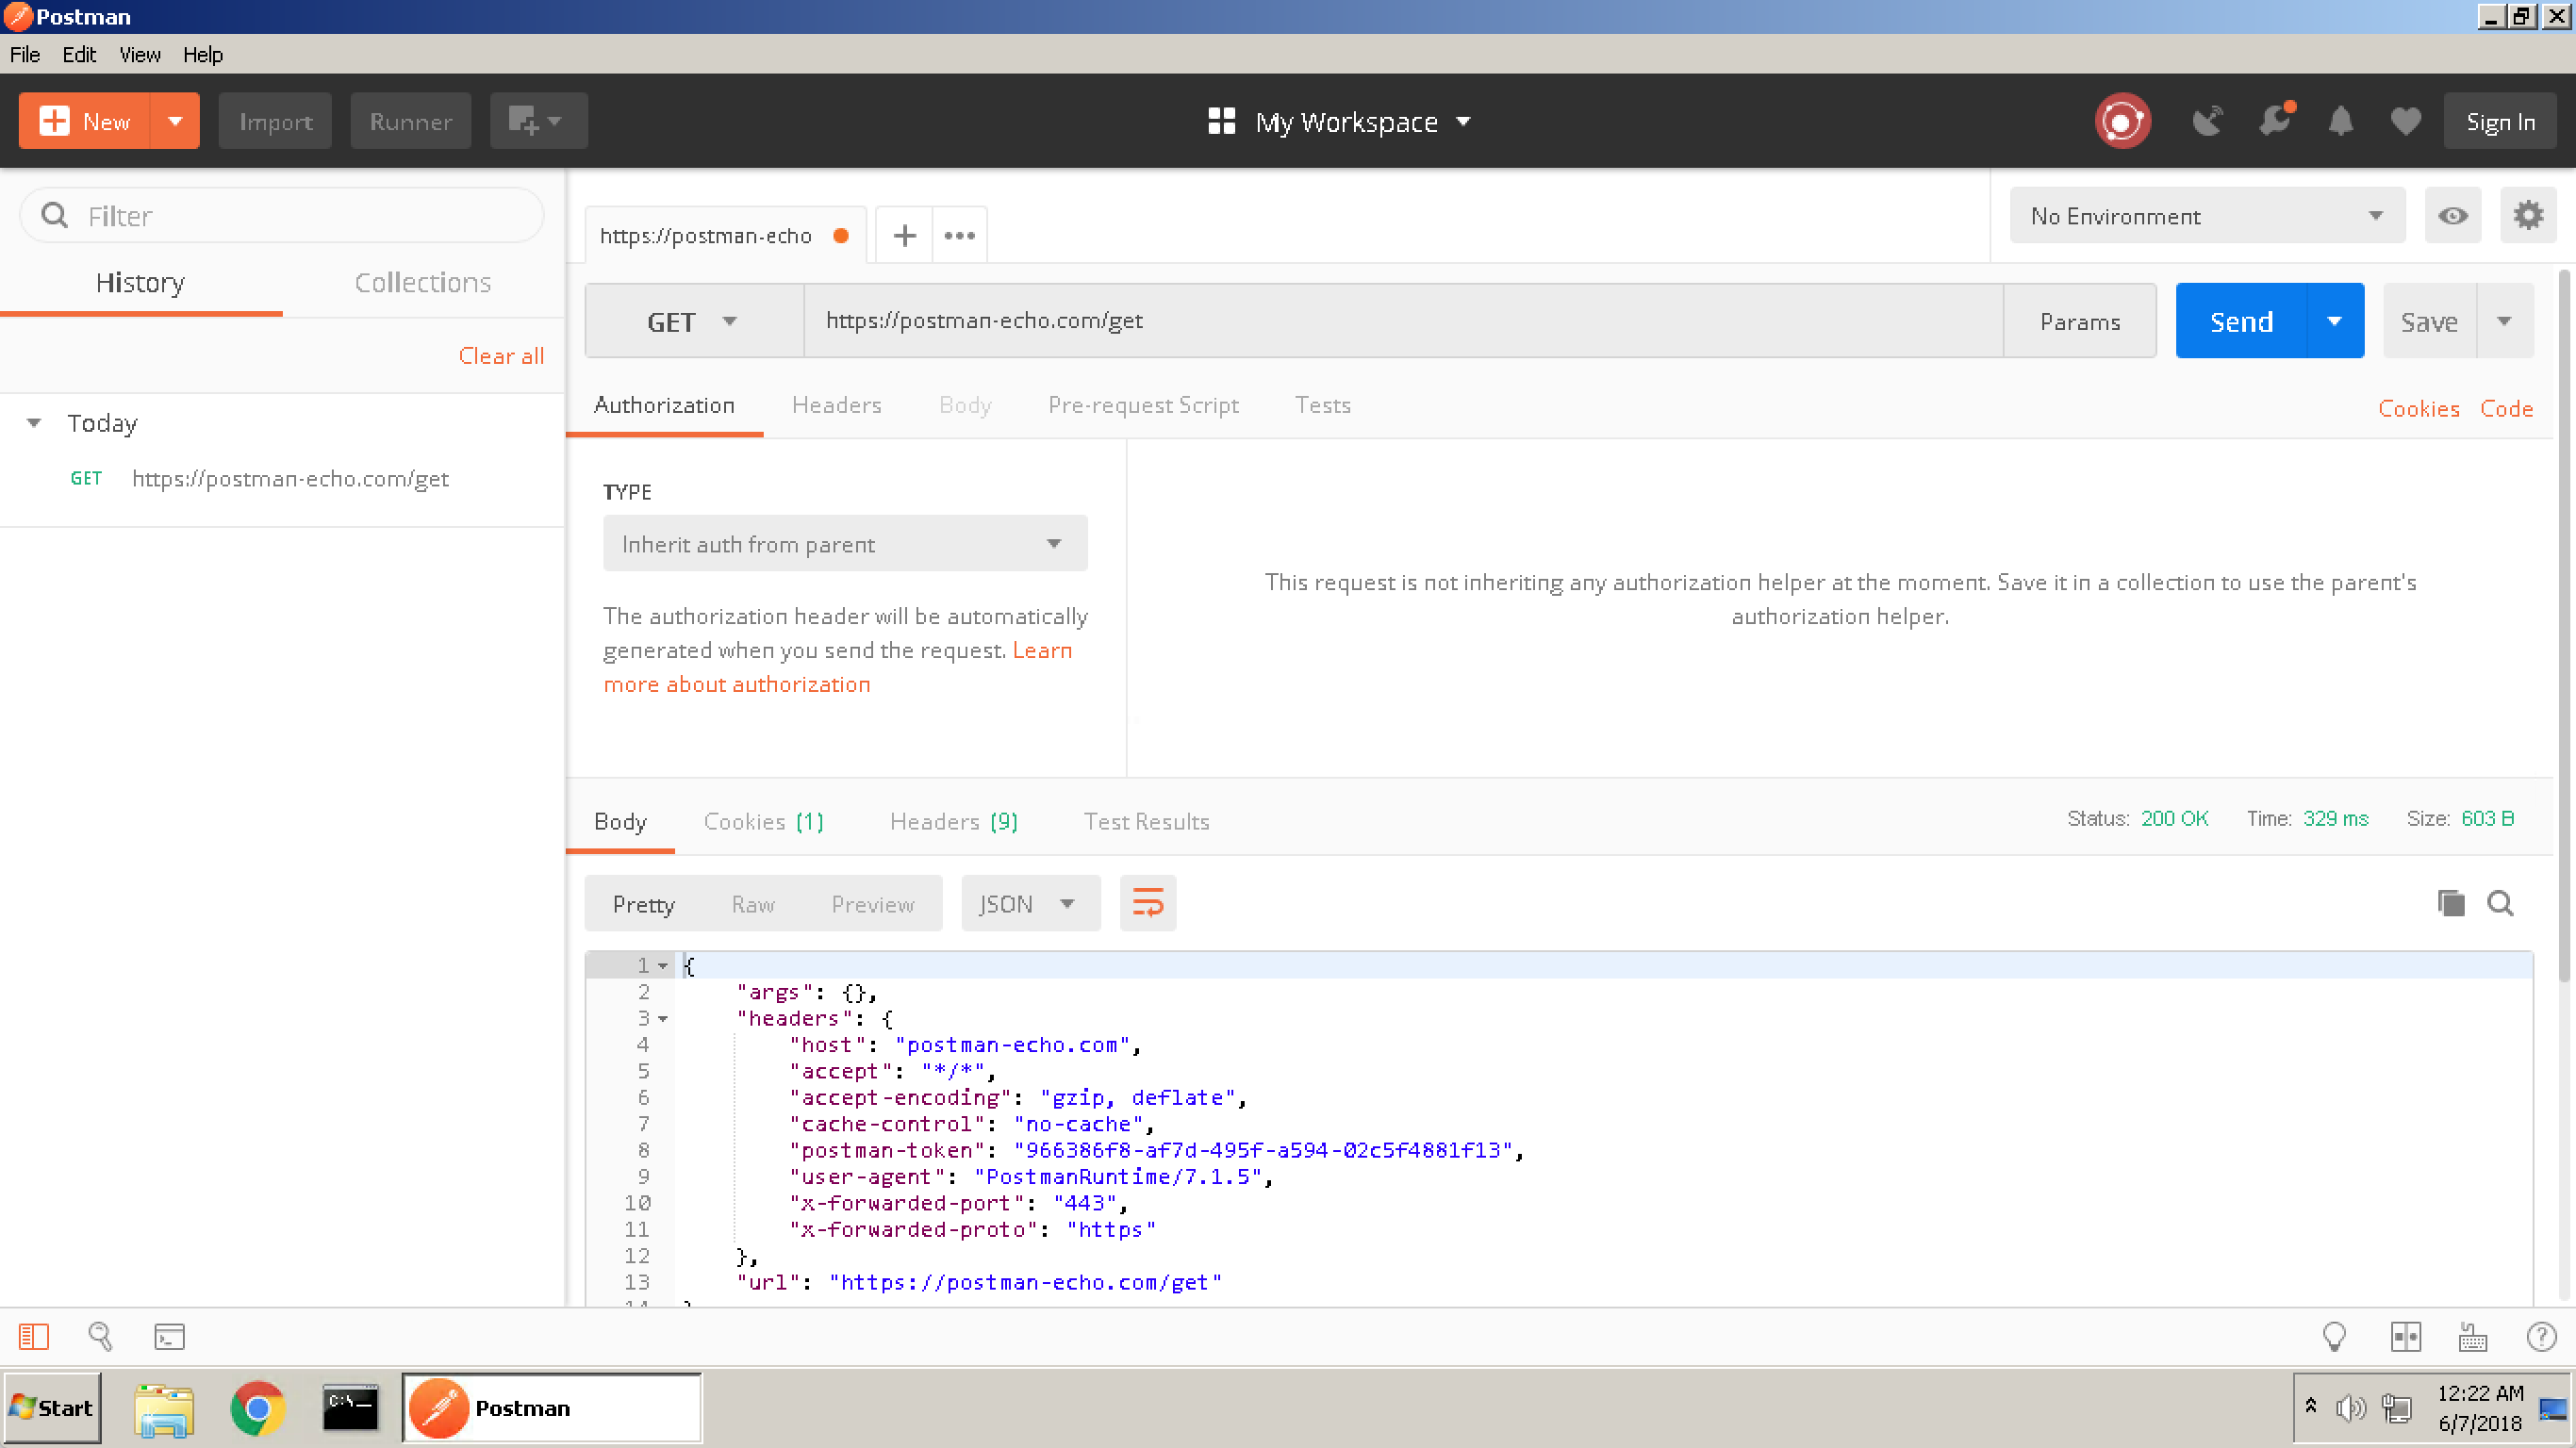 Postman
File Edit View Help
New Import Runner My Workspace Sign In
Filter
History Collections
Clear all
Today
GET https://postman-echo.com/get
https://postman-echo
No Environment
GET https://postman-echo.com/get Params Send Save
Authorization Headers Body Pre-request Script Tests Cookies Code
TYPE
Inherit auth from parent
The authorization header will be automatically
generated when you send the request. Learn
more about authorization
This request is not inheriting any authorization helper at the moment. Save it in a collection to use the parent's
authorization helper.
Body Cookies (1) Headers (9) Test Results Status: 200 OK Time: 329 ms Size: 603 B
Pretty Raw Preview JSON
1 {
2 "args": {},
3 "headers": {
4 "host": "postman-echo.com",
5 "accept": "*/*",
6 "accept-encoding": "gzip, deflate",
7 "cache-control": "no-cache",
8 "postman-token": "966386f8-af7d-495f-a594-02c5f4881f13",
9 "user-agent": "PostmanRuntime/7.1.5",
10 "x-forwarded-port": "443",
11 "x-forwarded-proto": "https"
12 },
13 "url": "https://postman-echo.com/get"
Start C:\_ Postman 12:22 AM
6/7/2018